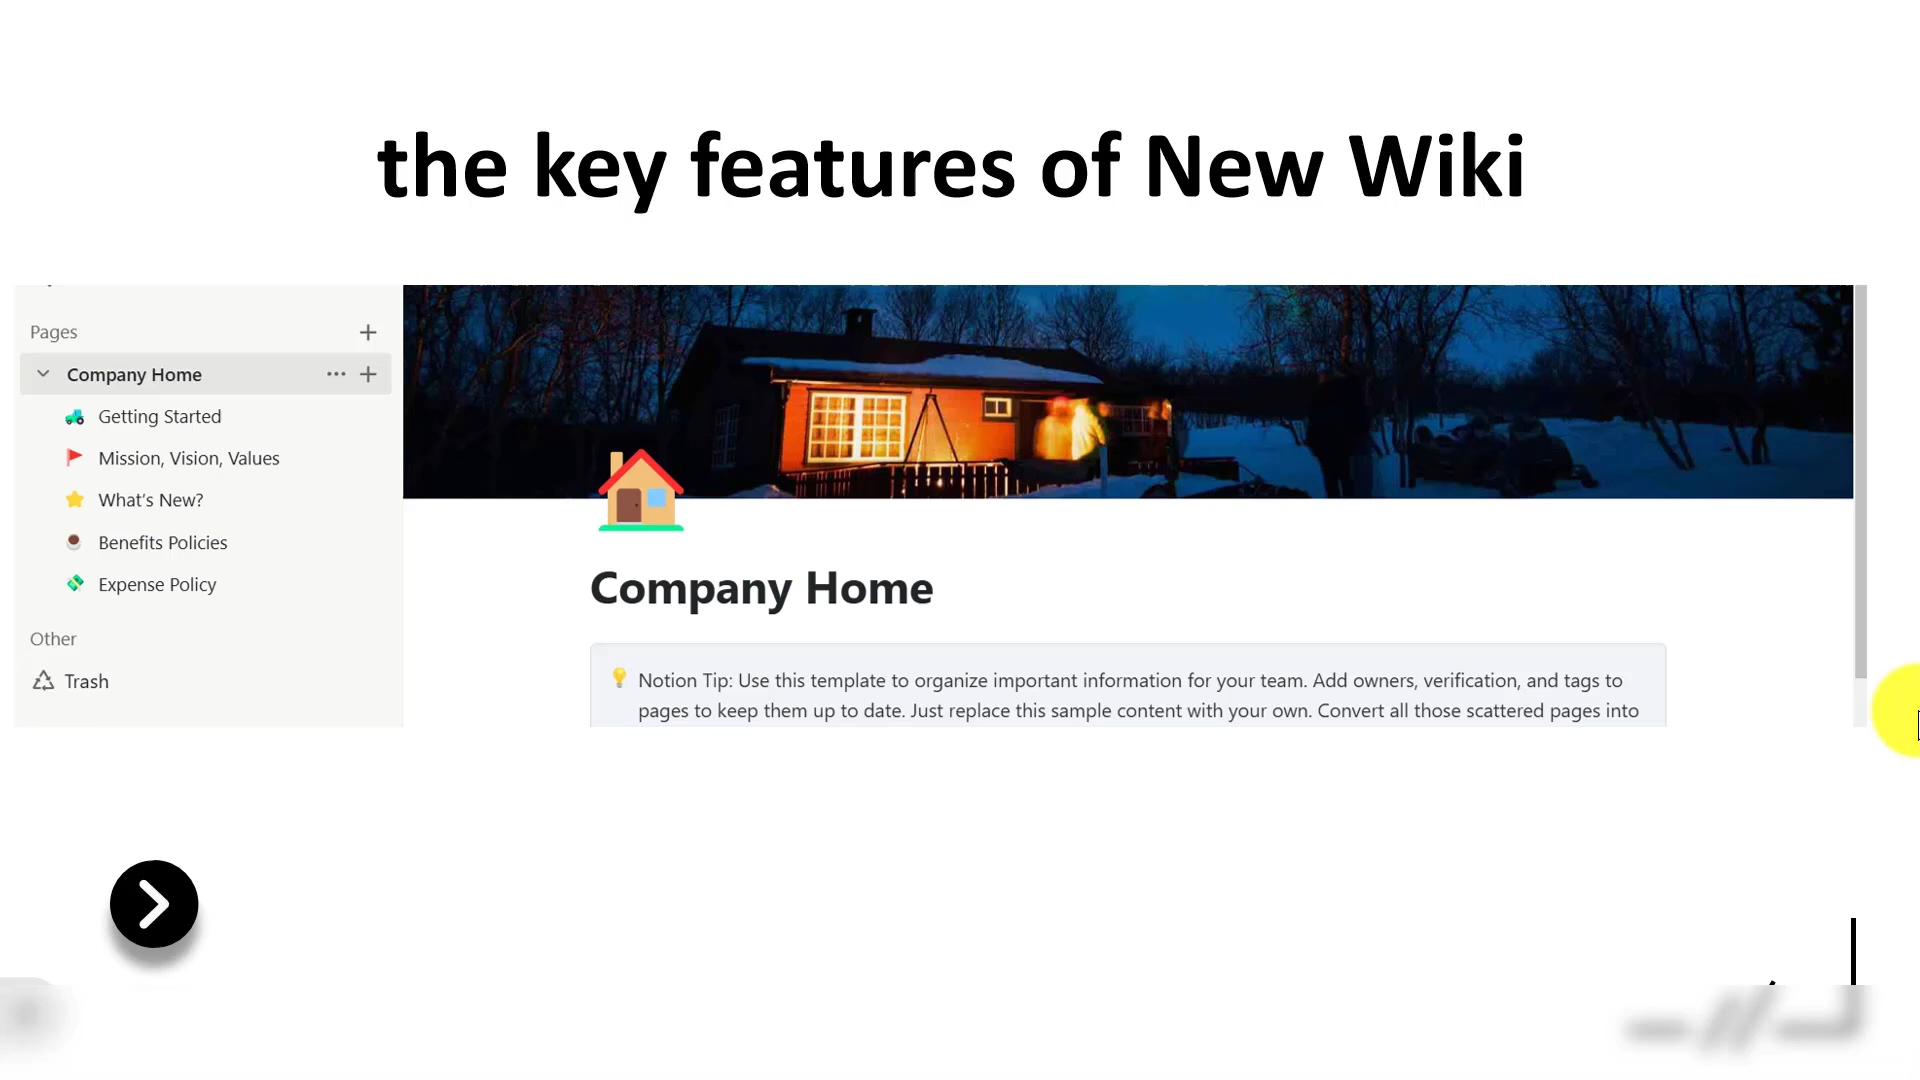 the key features of New Wiki
Pages
Company Home
Getting Started
Mission, Vision, Values
What's New?
Benefits Policies
Expense Policy
Other
Trash
Company Home
Notion Tip: Use this template to organize important information for your team. Add owners, verification, and tags to
pages to keep them up to date. Just replace this sample content with your own. Convert all those scattered pages into